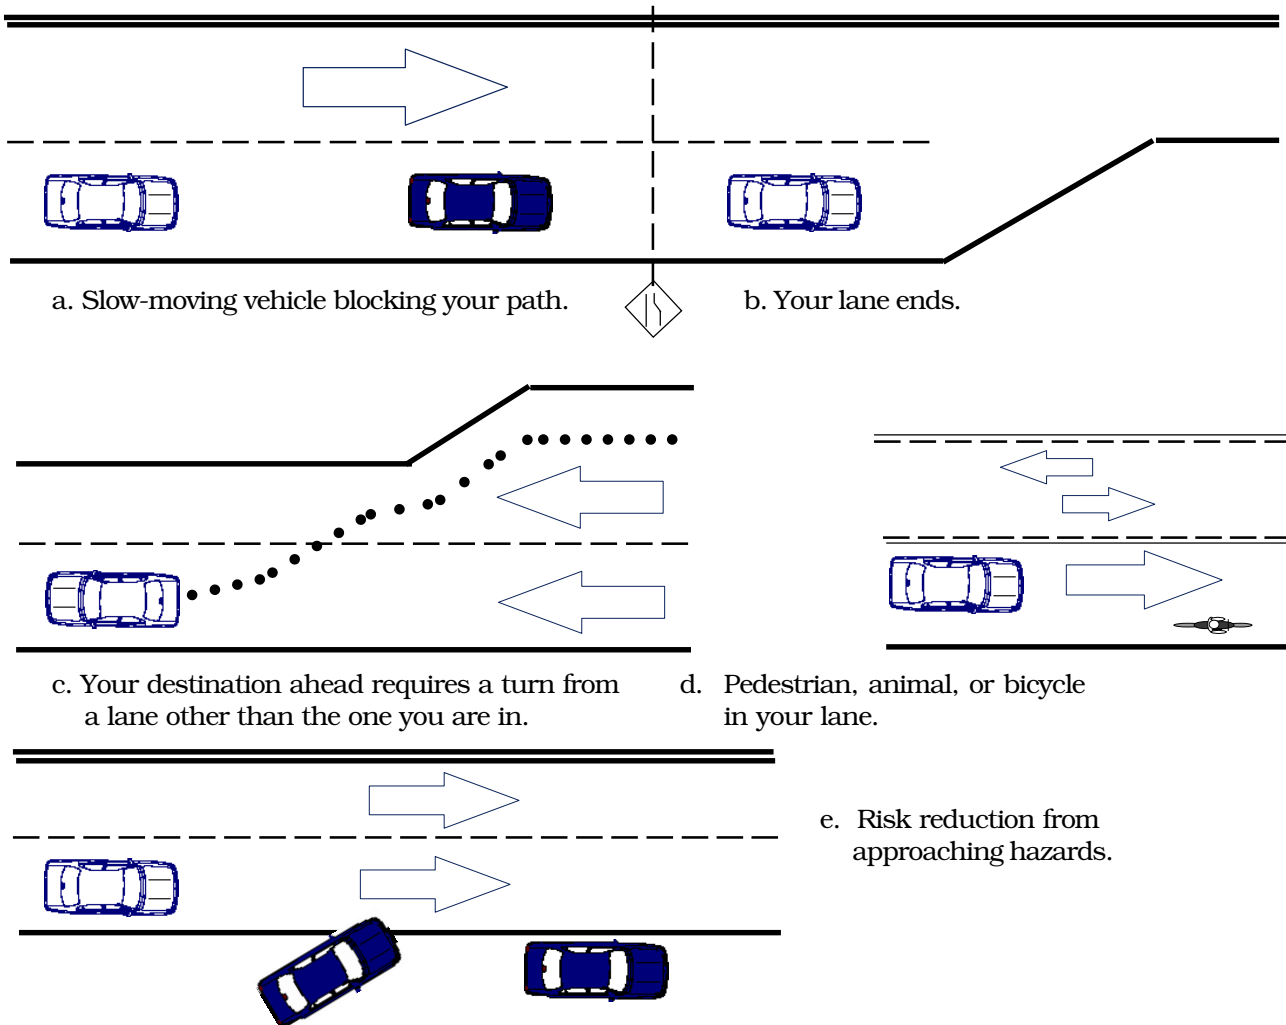 a. Slow-moving vehicle blocking your path.
b. Your lane ends.
c. Your destination ahead requires a turn from
a lane other than the one you are in.
d. Pedestrian, animal, or bicycle
in your lane.
e. Risk reduction from
approaching hazards.